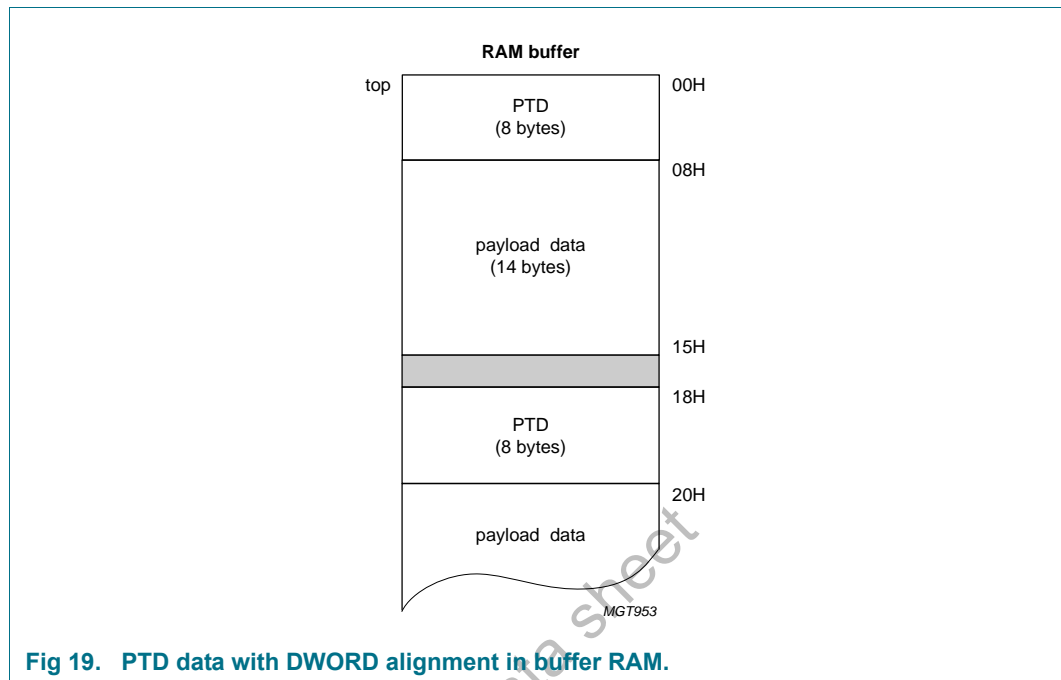 RAM buffer
top
00H
PTD
(8 bytes)
08H
payload data
(14 bytes)
15H
18H
PTD
(8 bytes)
20H
payload data
MGT953
sheet
Fig 19. PTD data with DWORD alignment in buffer RAM.